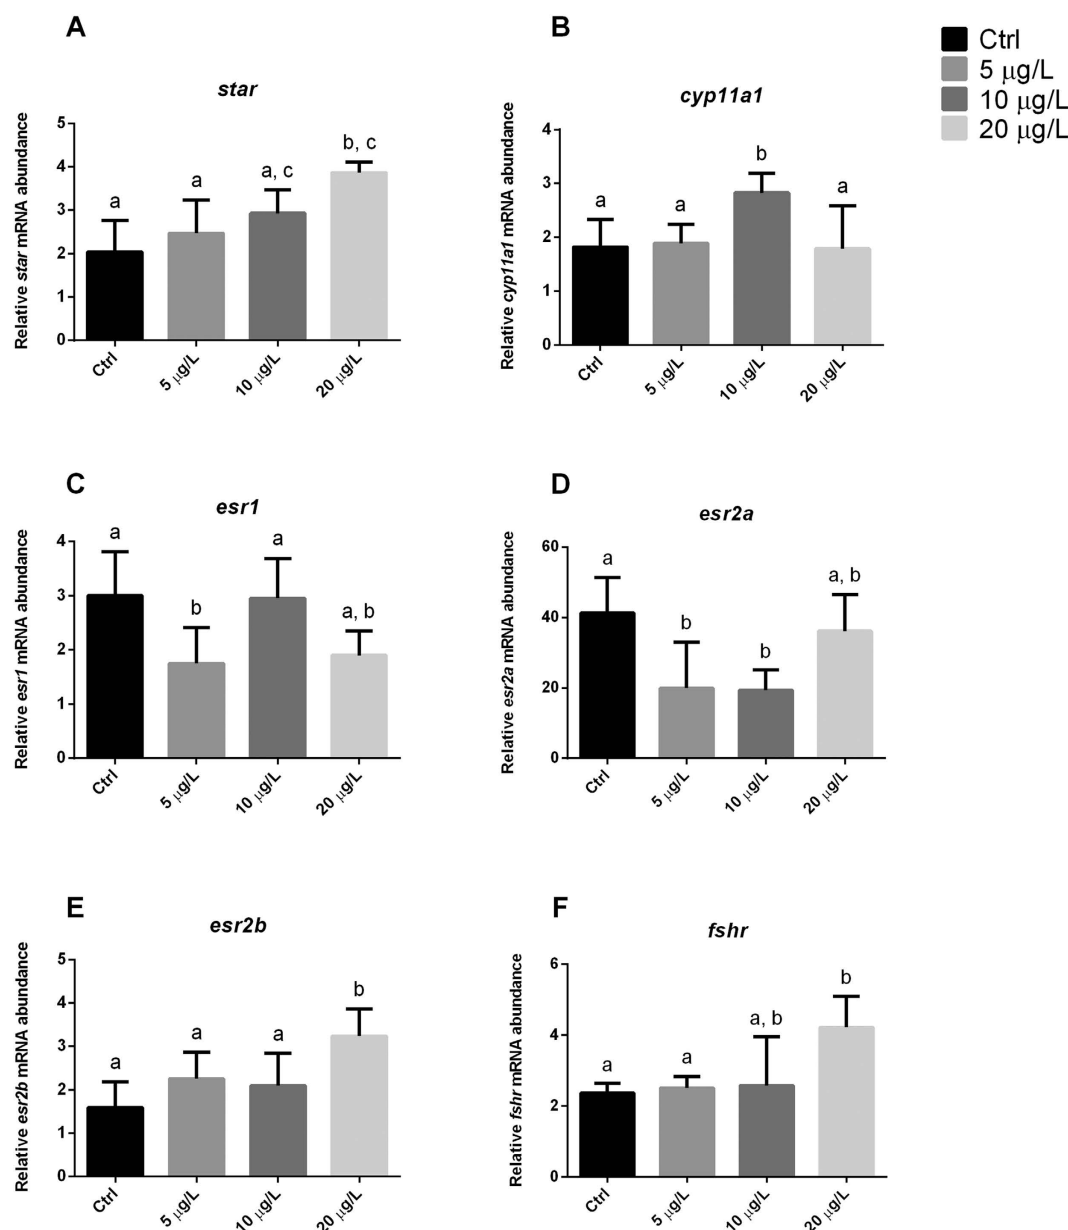 A
star
Relative star mRNA abundance
5
4
3
2
1
0
a
a
a, c
b, c
Ctrl
5 μg/L
10 μg/L
20 μg/L
B
cyp11a1
Relative cyp11a1 mRNA abundance
4
3
2
1
0
a
a
b
a
Ctrl
5 μg/L
10 μg/L
20 μg/L
Ctrl
5 μg/L
10 μg/L
20 μg/L
C
esr1
Relative esr1 mRNA abundance
4
3
2
1
0
a
b
a
a, b
Ctrl
5 μg/L
10 μg/L
20 μg/L
D
esr2a
Relative esr2a mRNA abundance
60
40
20
0
a
b
b
a, b
Ctrl
5 μg/L
10 μg/L
20 μg/L
E
esr2b
Relative esr2b mRNA abundance
5
4
3
2
1
0
a
a
a
b
Ctrl
5 μg/L
10 μg/L
20 μg/L
F
fshr
Relative fshr mRNA abundance
6
4
2
0
a
a
a, b
b
Ctrl
5 μg/L
10 μg/L
20 μg/L